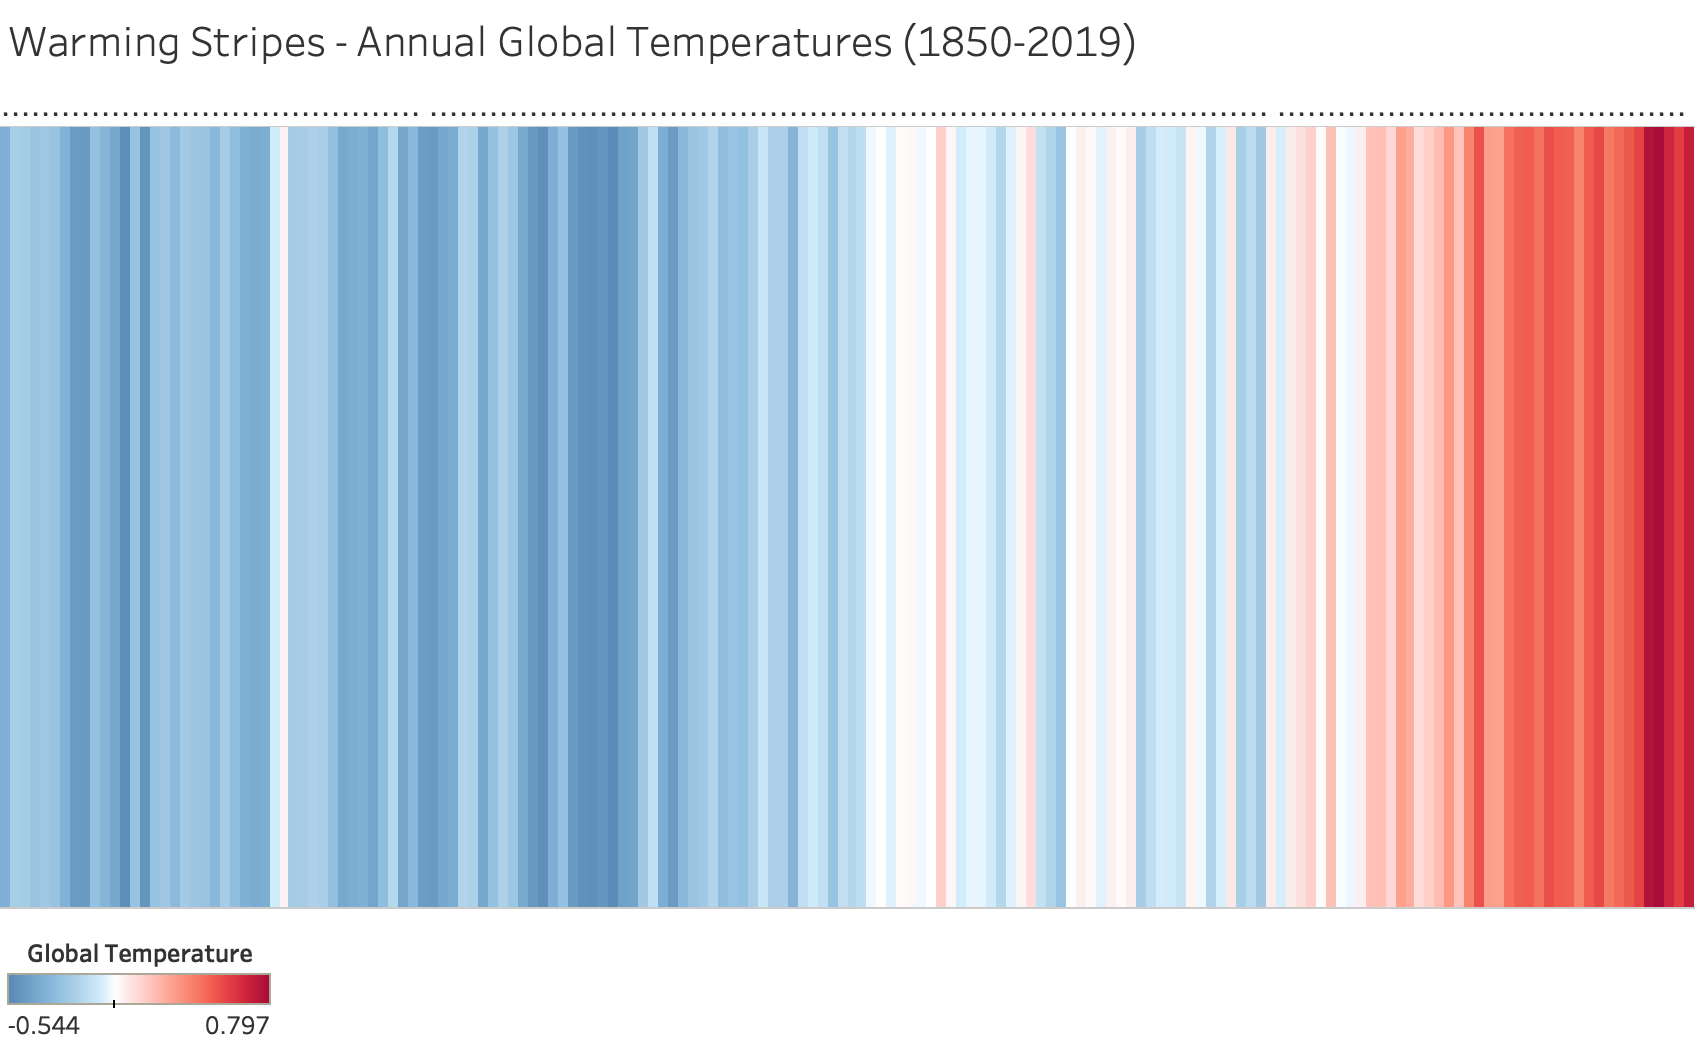 Warming Stripes - Annual Global Temperatures (1850-2019)
Global Temperature
-0.544 0.797